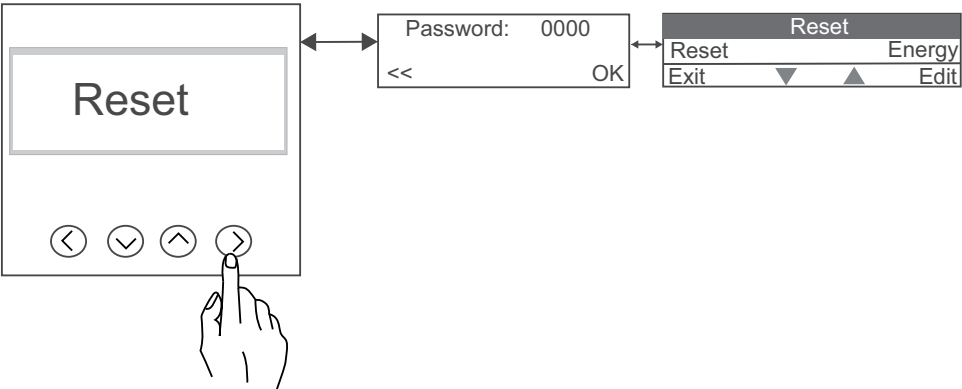 Reset
Password: 0000
<< OK
Reset
Reset Energy
Exit Edit